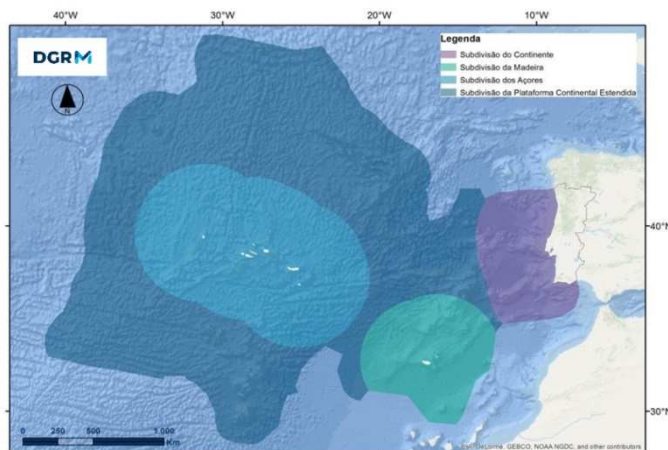 40°W
30°W
20°W
10°W
DGRM
N
Legenda
Subdivisão do Continente
Subdivisão da Madeira
Subdivisão dos Açores
Subdivisão da Plataforma Continental Estendida
40°N
30°N
0 250 500 1 000
Km
GEBCO, NOAA NGDC, and other contributors